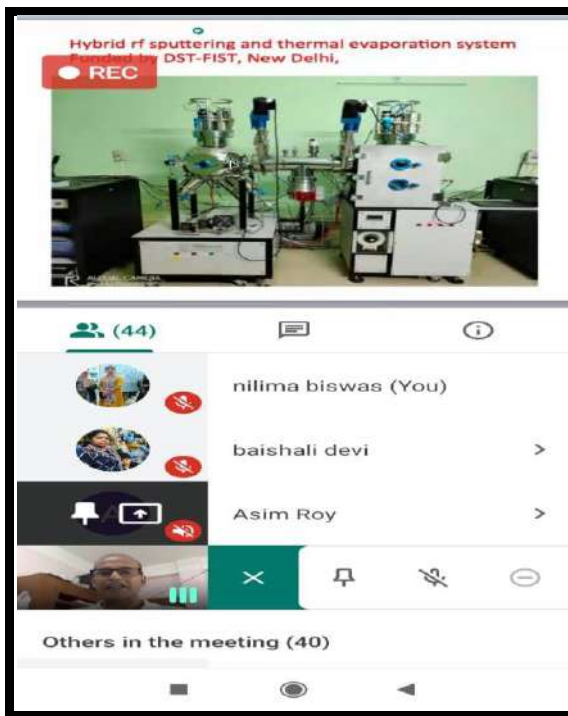 Hybrid rf sputtering and thermal evaporation system
Funded by DST-FIST, New Delhi,
REC
(44)
nilima biswas (You)
baishali devi
Asim Roy
Others in the meeting (40)